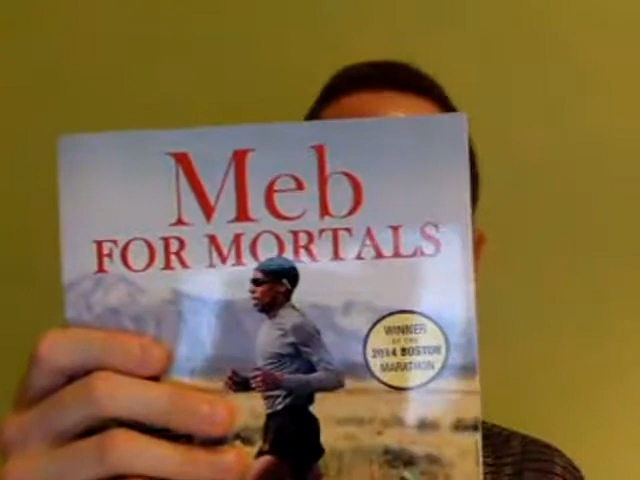 Meb
FOR MORTALS
WINNER
OF THE
2014 BOSTON
MARATHON